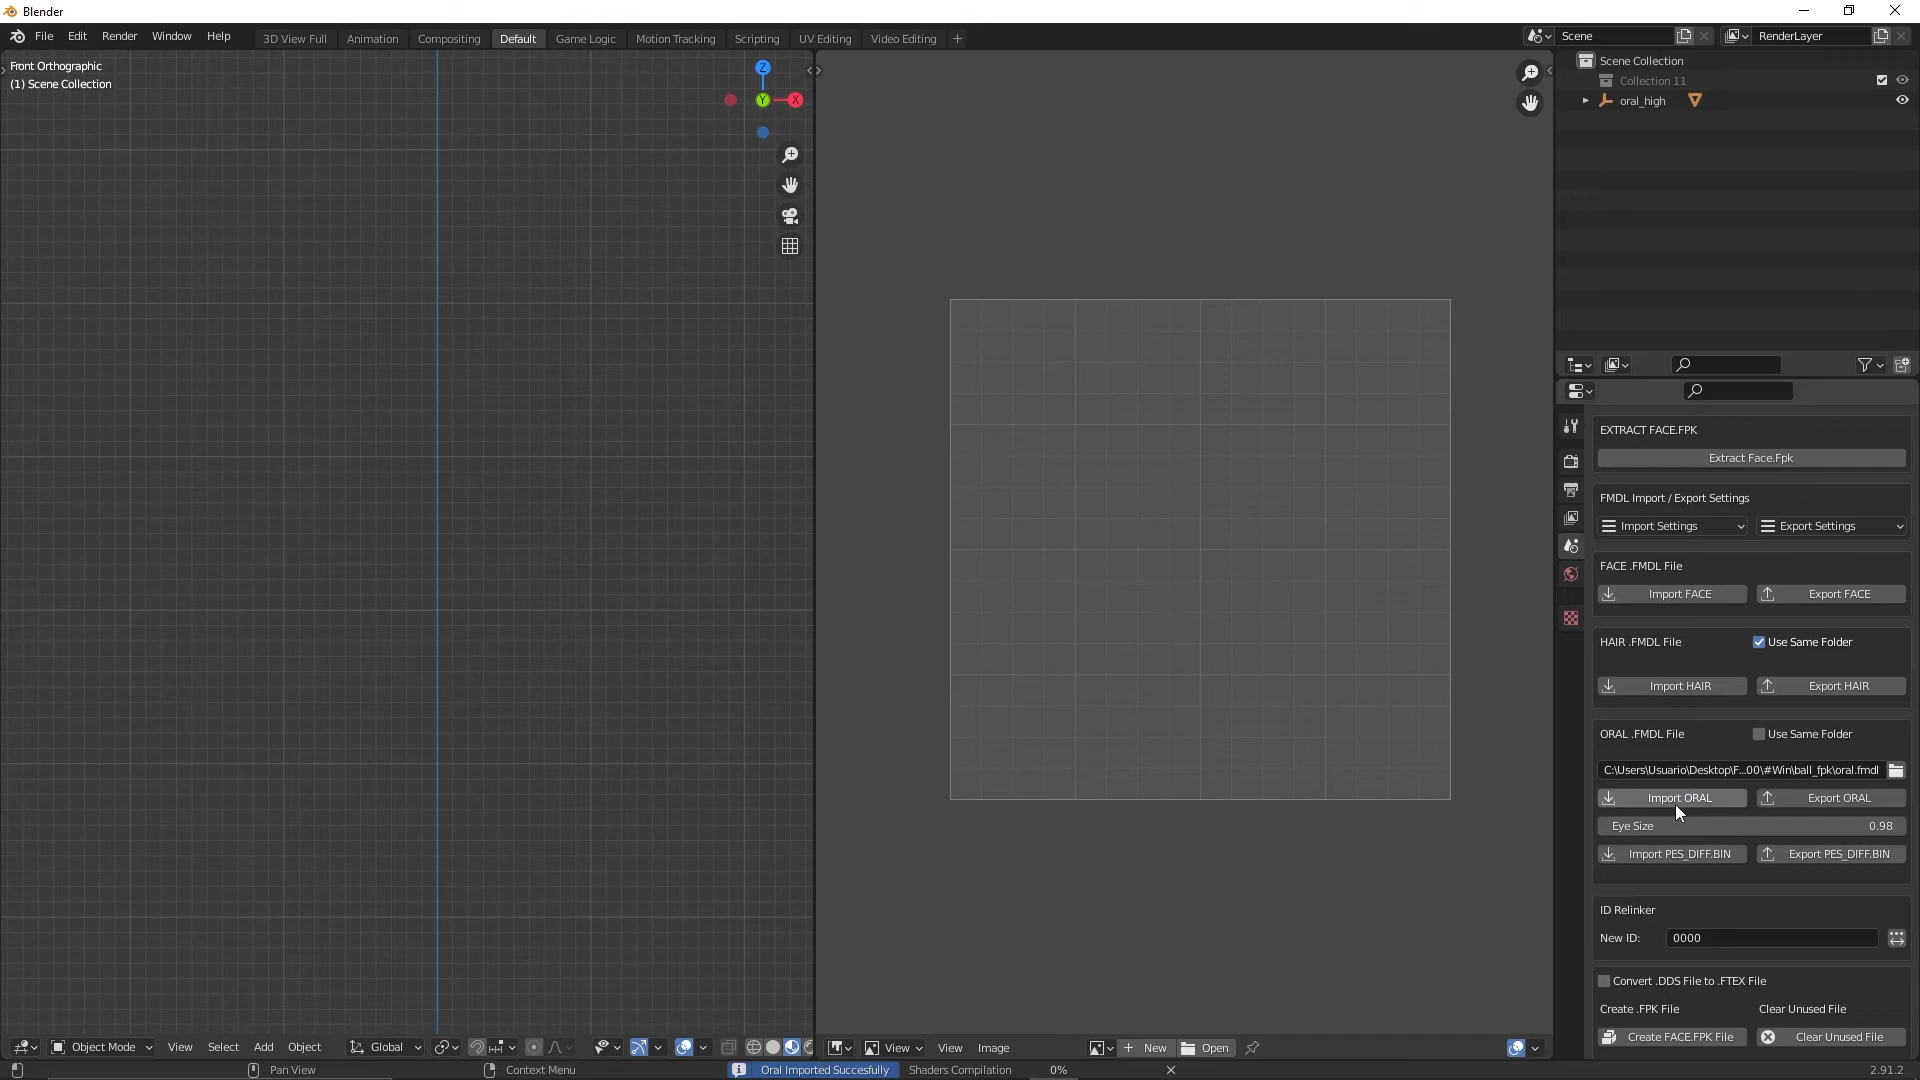 Blender
File Edit Render Window Help 3D View Full Animation Compositing Default Game Logic Motion Tracking Scripting UV Editing Video Editing + Scene RenderLayer
Front Orthographic
(1) Scene Collection
Z
Y X
Scene Collection
Collection 11
oral_high
EXTRACT FACE.FPK
Extract Face.Fpk
FMDL Import / Export Settings
Import Settings Export Settings
FACE .FMDL File
Import FACE Export FACE
HAIR .FMDL File Use Same Folder
Import HAIR Export HAIR
ORAL .FMDL File Use Same Folder
C:\Users\Usuario\Desktop\F...00\#Win\ball_fpk\oral.fmdl
Import ORAL Export ORAL
Eye Size 0.98
Import PES_DIFF.BIN Export PES_DIFF.BIN
ID Relinker
New ID: 0000
Convert .DDS File to .FTEX File
Create .FPK File Clear Unused File
Create FACE.FPK File Clear Unused File
Object Mode View Select Add Object Global View View Image + New Open
Pan View Context Menu Oral Imported Succesfully Shaders Compilation 0% 2.91.2